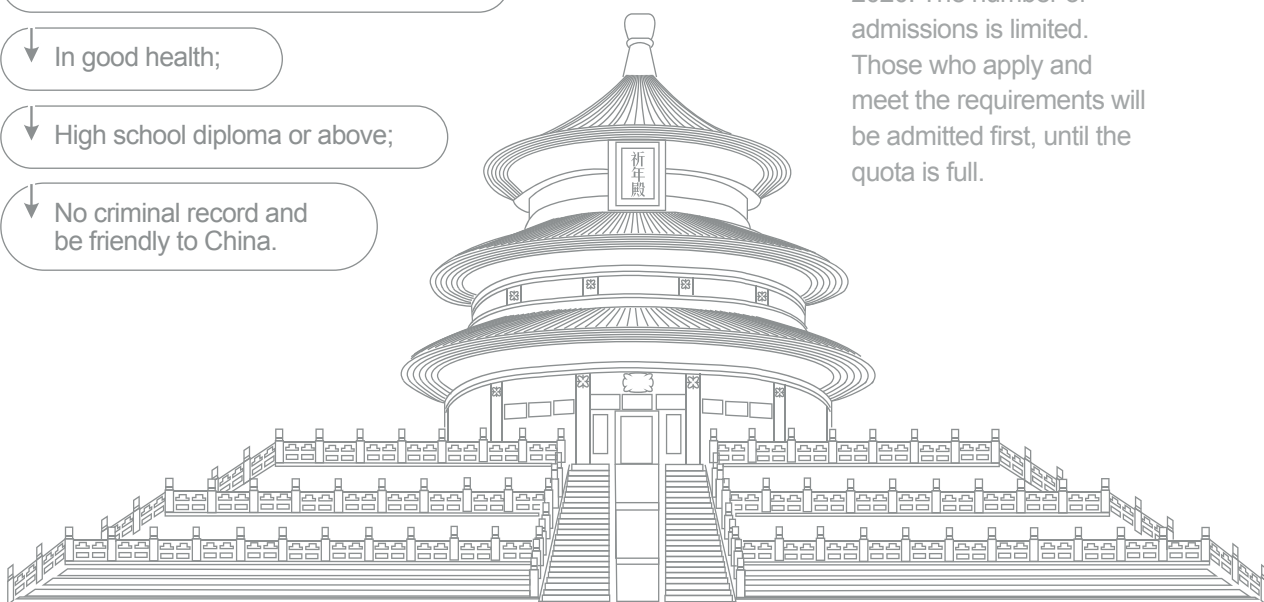 In good health;
High school diploma or above;
No criminal record and
be friendly to China.
admissions is limited.
Those who apply and
meet the requirements will
be admitted first, until the
quota is full.
祈年殿